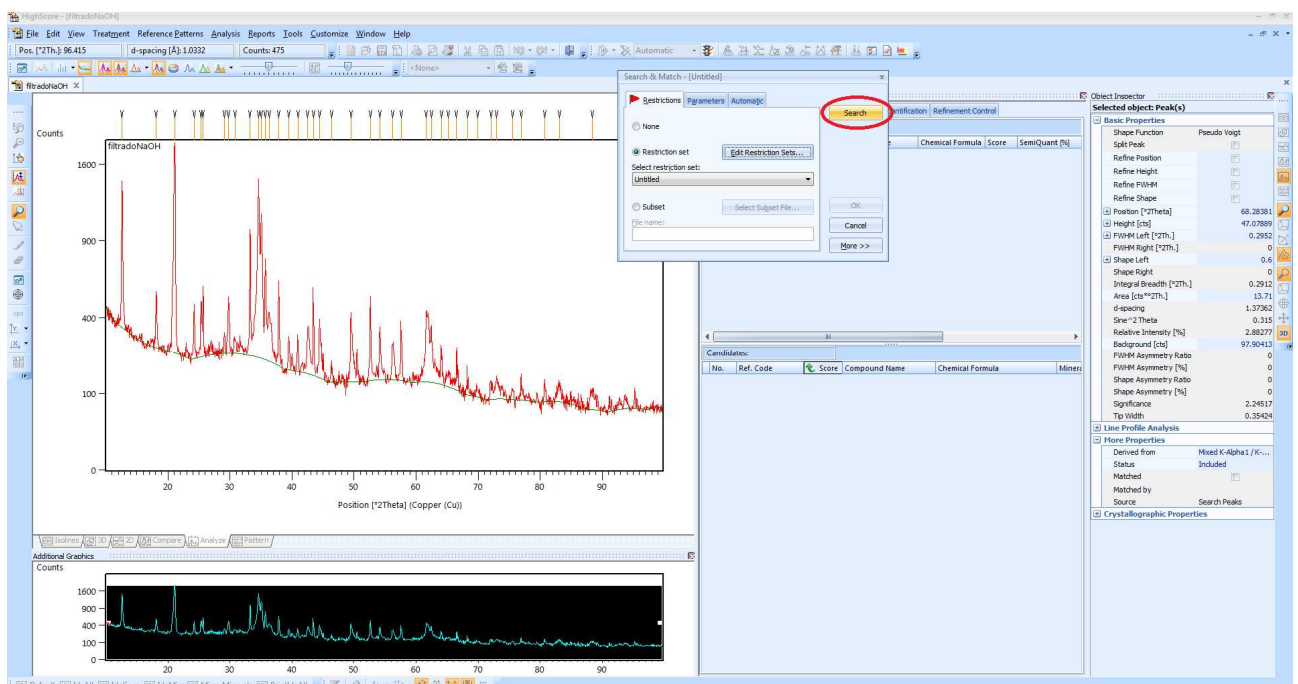 HighScore - [filtradoNaOH]
File Edit View Treatment Reference Patterns Analysis Reports Tools Customize Window Help
Pos. [°2Th.]: 96.415 d-spacing [Å]: 1.0332 Counts: 475 Automatic
<None>
filtradoNaOH X
Counts
filtradoNaOH
1600
900
400
100
0
20 30 40 50 60 70 80 90
Position [°2Theta] (Copper (Cu))
Isolines 3D 2D Compare Analyze Pattern
Additional Graphics
Counts
1600
900
400
100
0
20 30 40 50 60 70 80 90
Search & Match - [Untitled] x
Restrictions Parameters Automatic
Search
None
Restriction set Edit Restriction Sets...
Select restriction set:
Untitled
Subset Select Subset File... OK
File name: Cancel
More >>
Refinement Control
Chemical Formula Score SemiQuant [%]
Candidates:
No. Ref. Code Score Compound Name Chemical Formula Minera
Object Inspector
Selected object: Peak(s)
Basic Properties
Shape Function Pseudo Voigt
Split Peak
Refine Position
Refine Height
Refine FWHM
Refine Shape
Position [°2Theta] 68.28381
Height [cts] 47.07889
FWHM Left [°2Th.] 0.2952
FWHM Right [°2Th.] 0
Shape Left 0.6
Shape Right 0
Integral Breadth [°2Th.] 0.2912
Area [cts*°2Th.] 13.71
d-spacing 1.37362
Sine^2 Theta 0.315
Relative Intensity [%] 2.88277
Background [cts] 97.90413
FWHM Asymmetry Ratio 0
FWHM Asymmetry [%] 0
Shape Asymmetry Ratio 0
Shape Asymmetry [%] 0
Significance 2.24517
Tip Width 0.35424
Line Profile Analysis
More Properties
Derived from Mixed K-Alpha1 / K-...
Status Included
Matched
Matched by
Source Search Peaks
Crystallographic Properties
3D